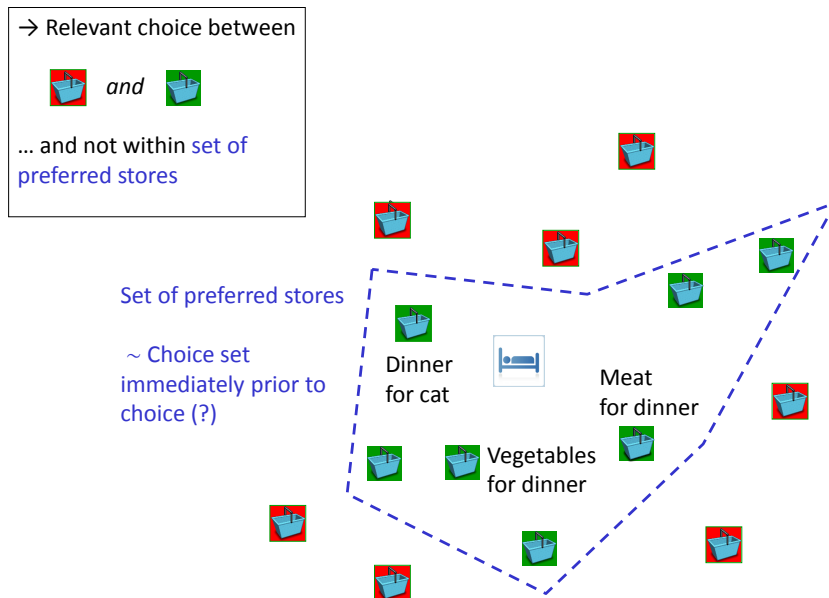 → Relevant choice between
and
… and not within set of
preferred stores
Set of preferred stores
~ Choice set
immediately prior to
choice (?)
Dinner
for cat
Meat
for dinner
Vegetables
for dinner